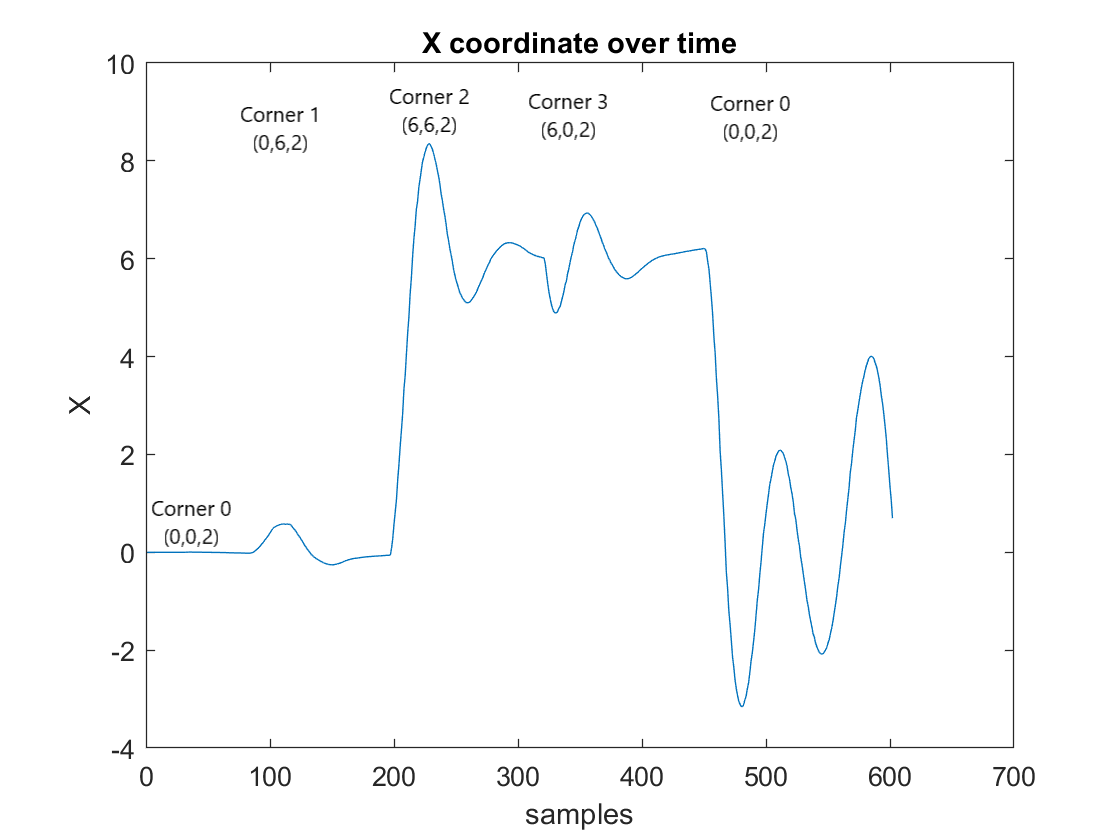 X coordinate over time
10
8
6
4
2
0
-2
-4
X
Corner 0
(0,0,2)
Corner 1
(0,6,2)
Corner 2
(6,6,2)
Corner 3
(6,0,2)
Corner 0
(0,0,2)
0 100 200 300 400 500 600 700
samples